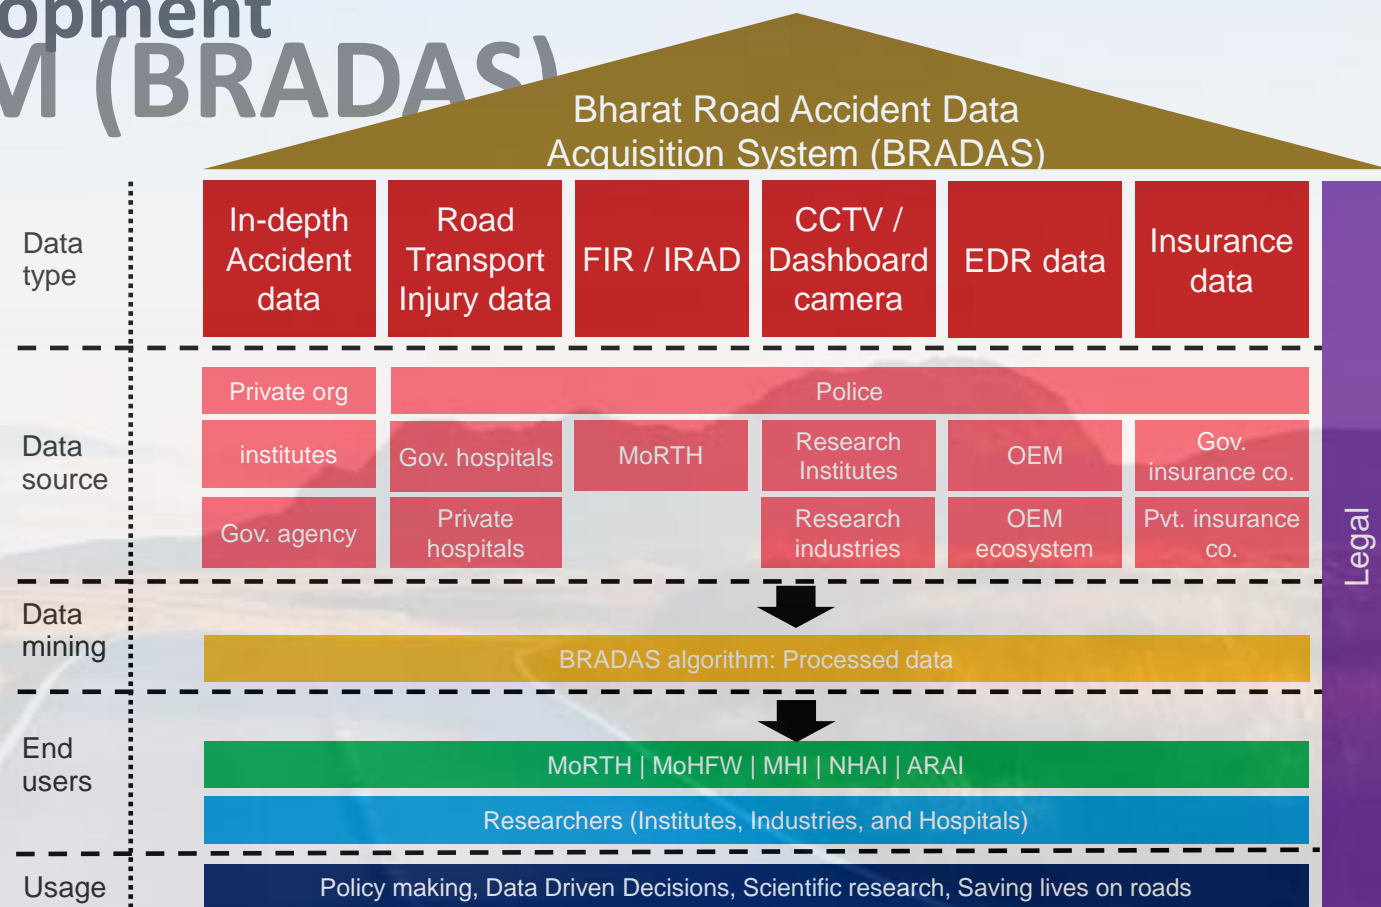 opment
M (BRADAS)
Bharat Road Accident Data
Acquisition System (BRADAS)
Data
type
In-depth
Accident
data
Road
Transport
Injury data
FIR / IRAD
CCTV /
Dashboard
camera
EDR data
Insurance
data
Legal
Data
source
Private org
Police
institutes
Gov. hospitals
MoRTH
Research
Institutes
OEM
Gov.
insurance co.
Gov. agency
Private
hospitals
Research
industries
OEM
ecosystem
Pvt. insurance
co.
Data
mining
BRADAS algorithm: Processed data
End
users
MoRTH | MoHFW | MHI | NHAI | ARAI
Researchers (Institutes, Industries, and Hospitals)
Usage
Policy making, Data Driven Decisions, Scientific research, Saving lives on roads